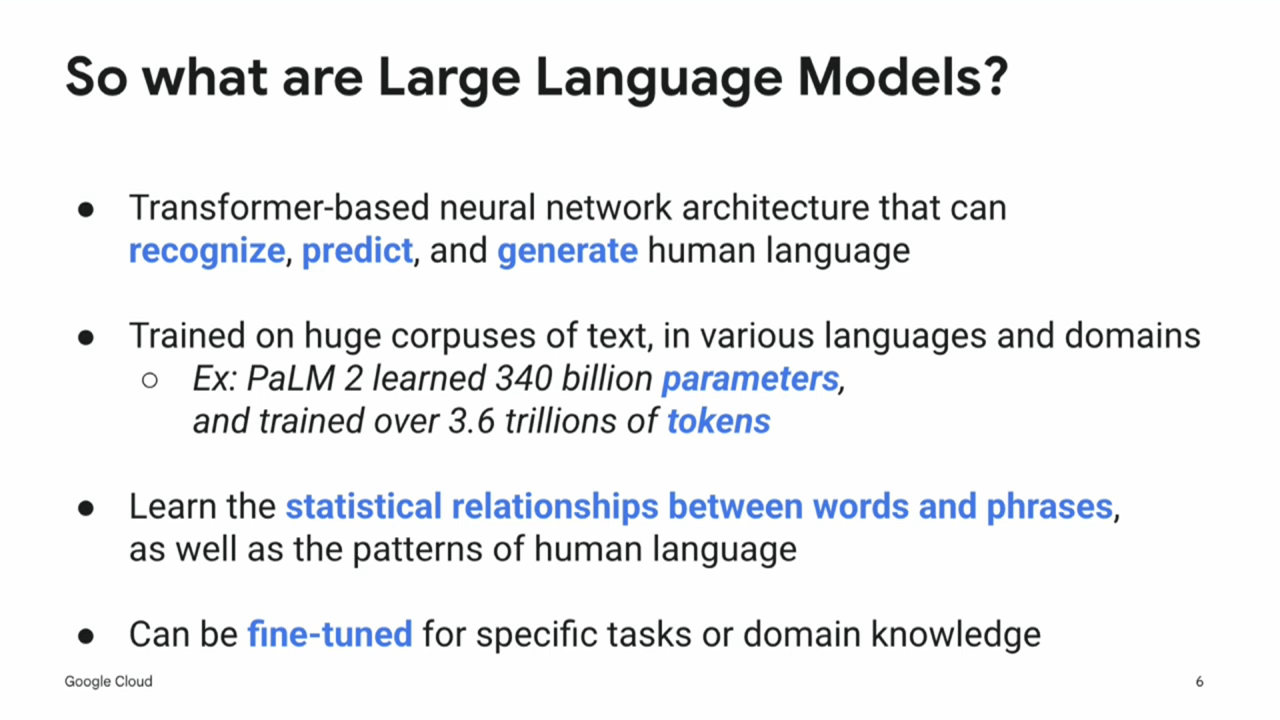 So what are Large Language Models?
● Transformer-based neural network architecture that can
recognize, predict, and generate human language
● Trained on huge corpuses of text, in various languages and domains
○ Ex: PaLM 2 learned 340 billion parameters,
and trained over 3.6 trillions of tokens
● Learn the statistical relationships between words and phrases,
as well as the patterns of human language
● Can be fine-tuned for specific tasks or domain knowledge
Google Cloud
6